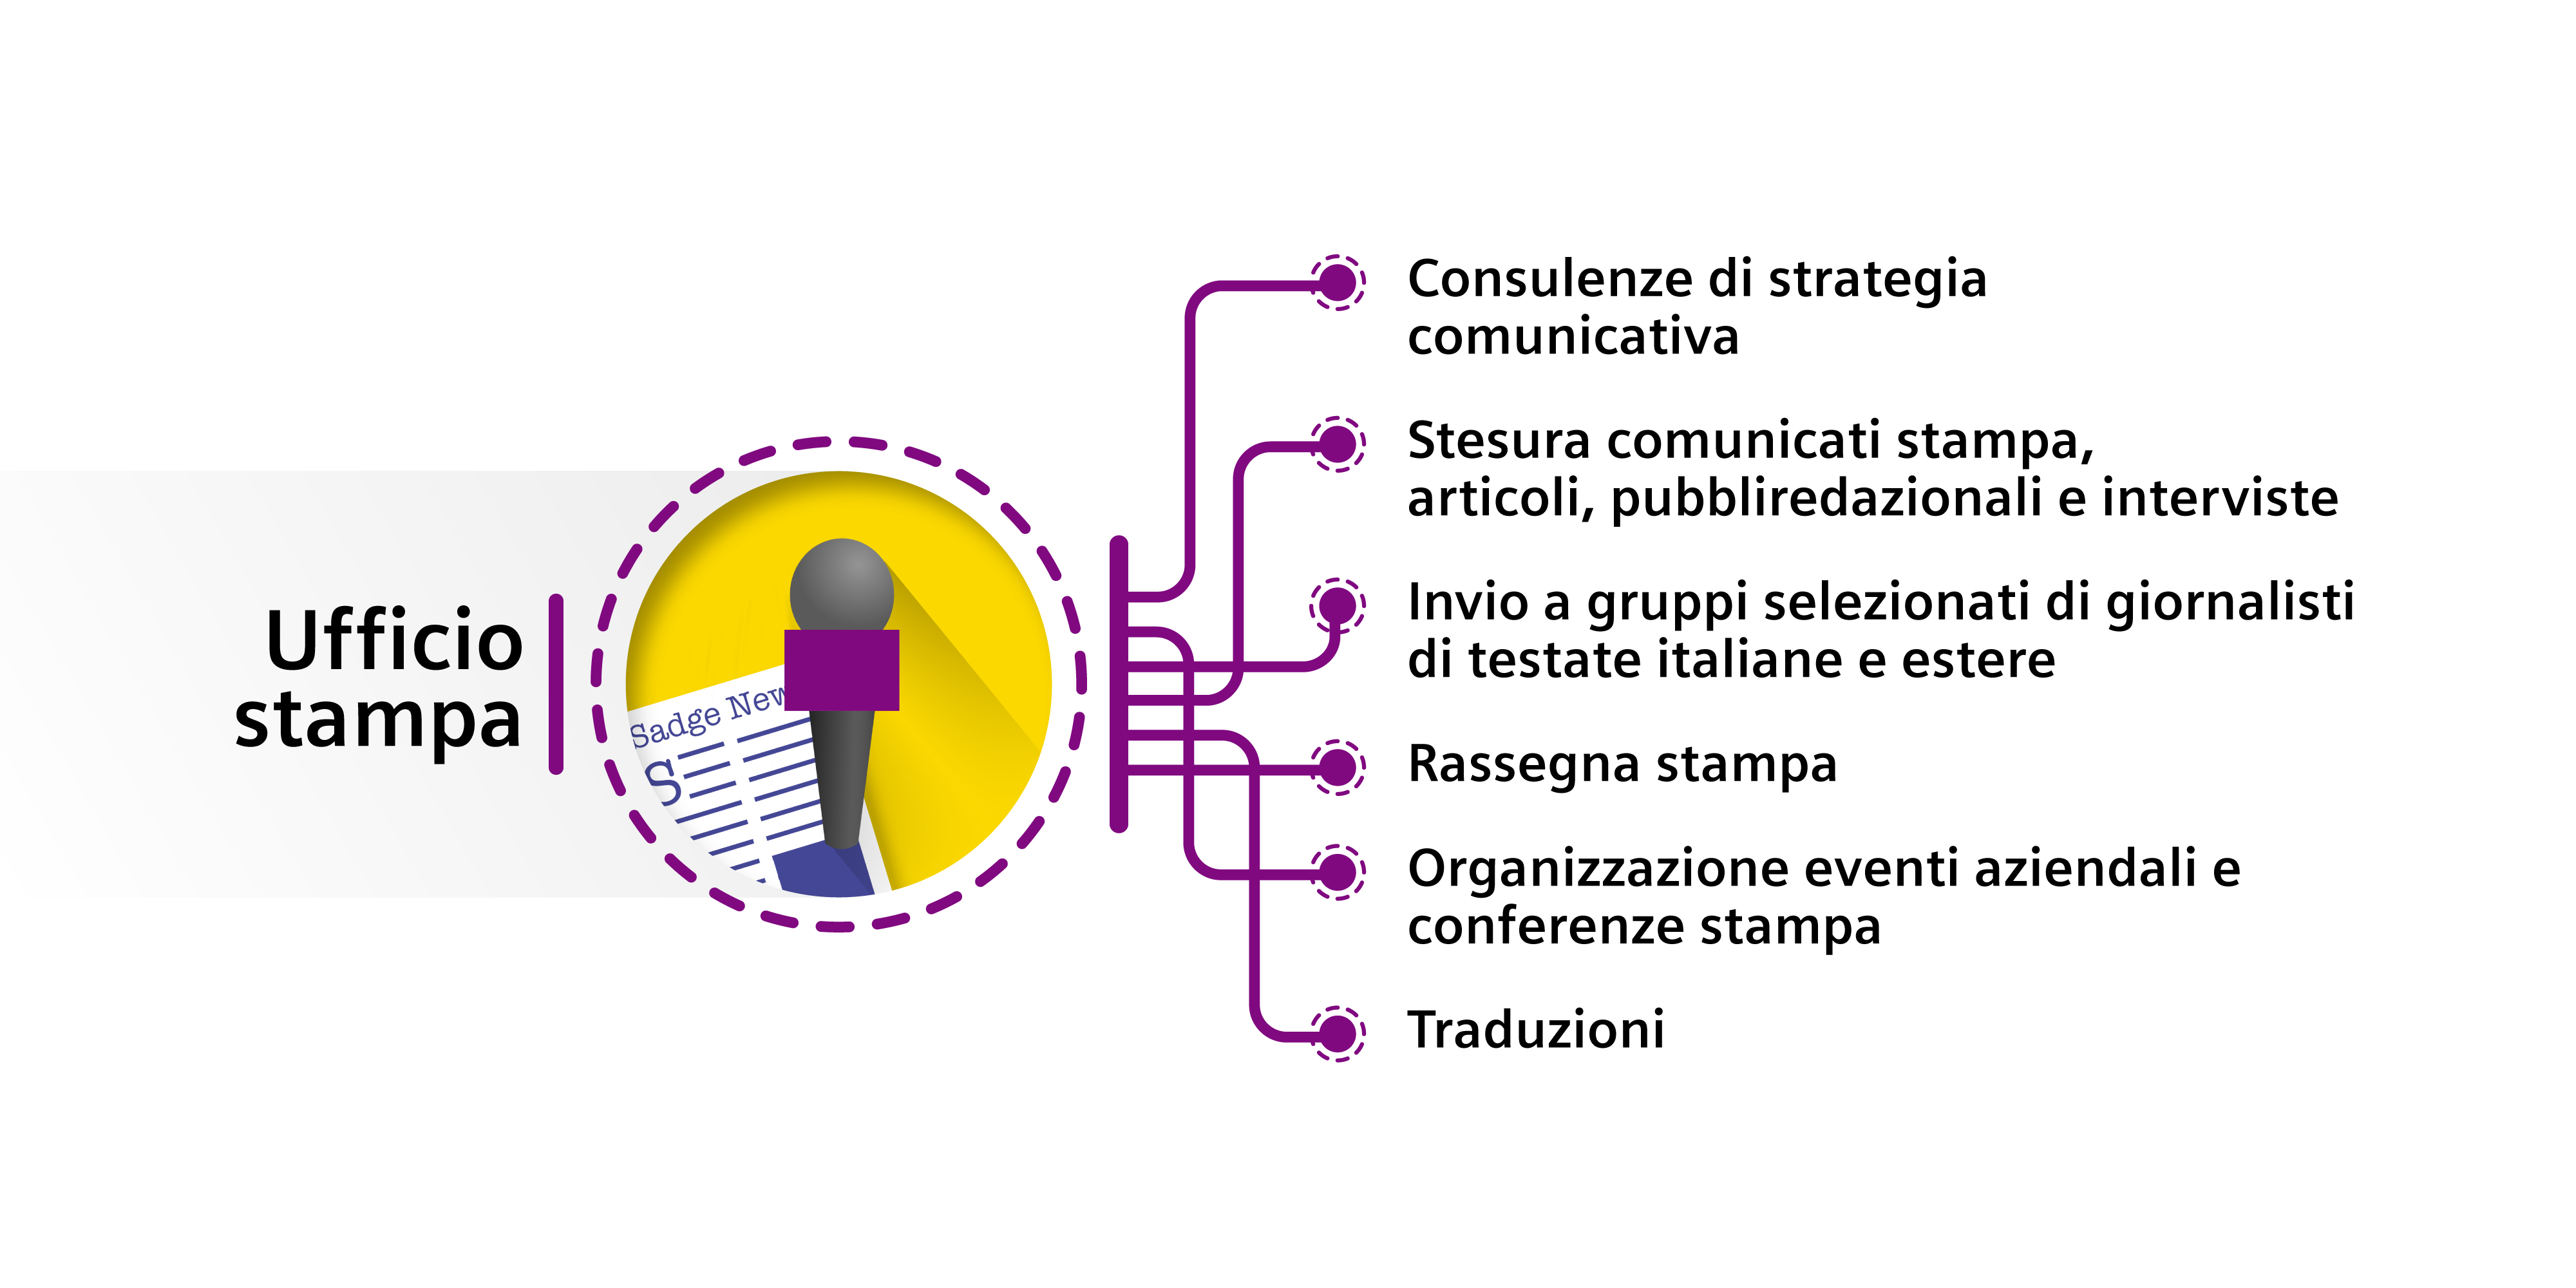 Ufficio
stampa
Sadge New
S
Consulenze di strategia
comunicativa
Stesura comunicati stampa,
articoli, pubbliredazionali e interviste
Invio a gruppi selezionati di giornalisti
di testate italiane e estere
Rassegna stampa
Organizzazione eventi aziendali e
conferenze stampa
Traduzioni